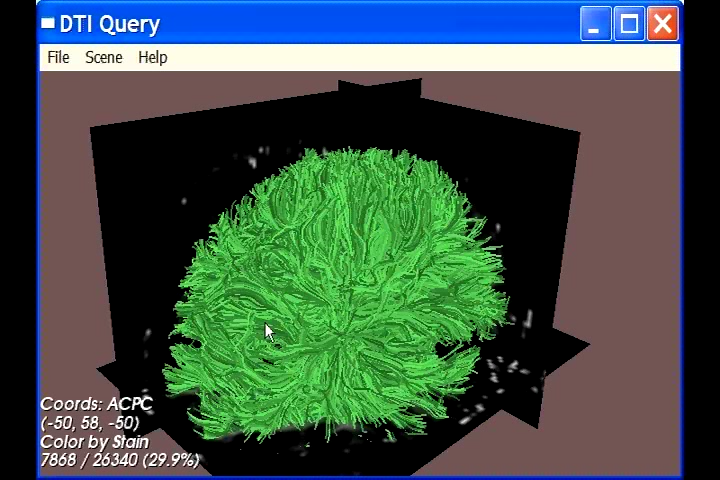 DTI Query
File Scene Help
Coords: ACPC
(-50, 58, -50)
Color by Stain
7868 / 26340 (29.9%)